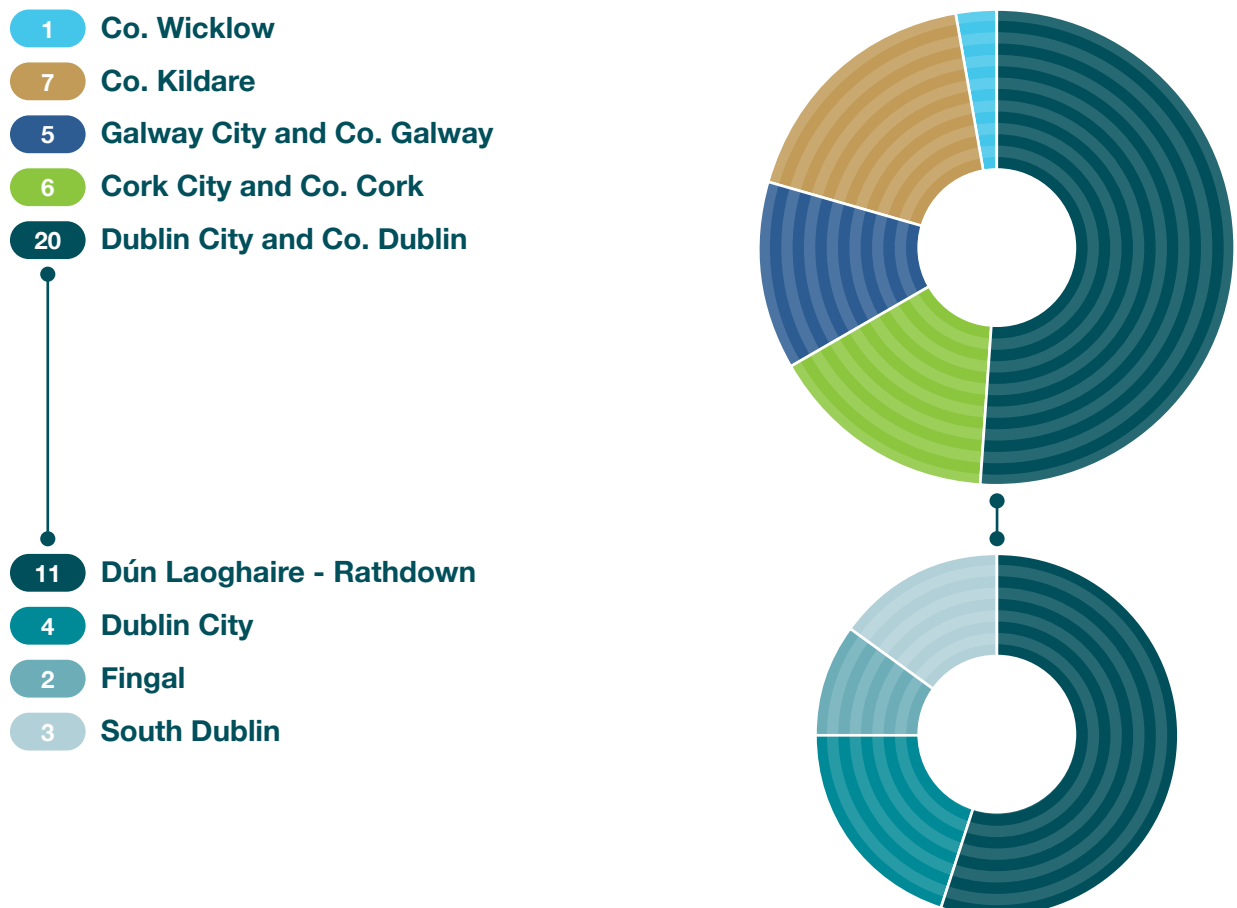 1 Co. Wicklow
7 Co. Kildare
5 Galway City and Co. Galway
6 Cork City and Co. Cork
20 Dublin City and Co. Dublin
11 Dún Laoghaire - Rathdown
4 Dublin City
2 Fingal
3 South Dublin